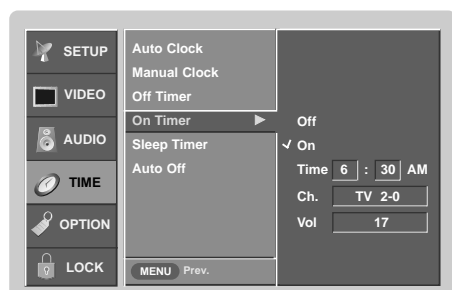 SETUP
VIDEO
AUDIO
TIME
OPTION
LOCK
Auto Clock
Manual Clock
Off Timer
On Timer ▶
Sleep Timer
Auto Off
MENU Prev.
Off
✓ On
Time 6 : 30 AM
Ch. TV 2-0
Vol 17